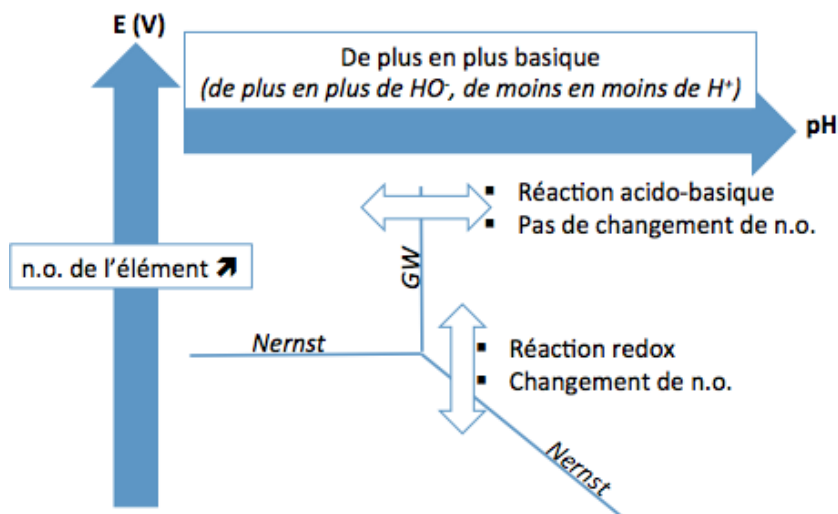 E (V)
De plus en plus basique
(de plus en plus de HO⁻, de moins en moins de H⁺)
pH
▪ Réaction acido-basique
▪ Pas de changement de n.o.
n.o. de l'élément ↗
GW
Nernst
▪ Réaction redox
▪ Changement de n.o.
Nernst